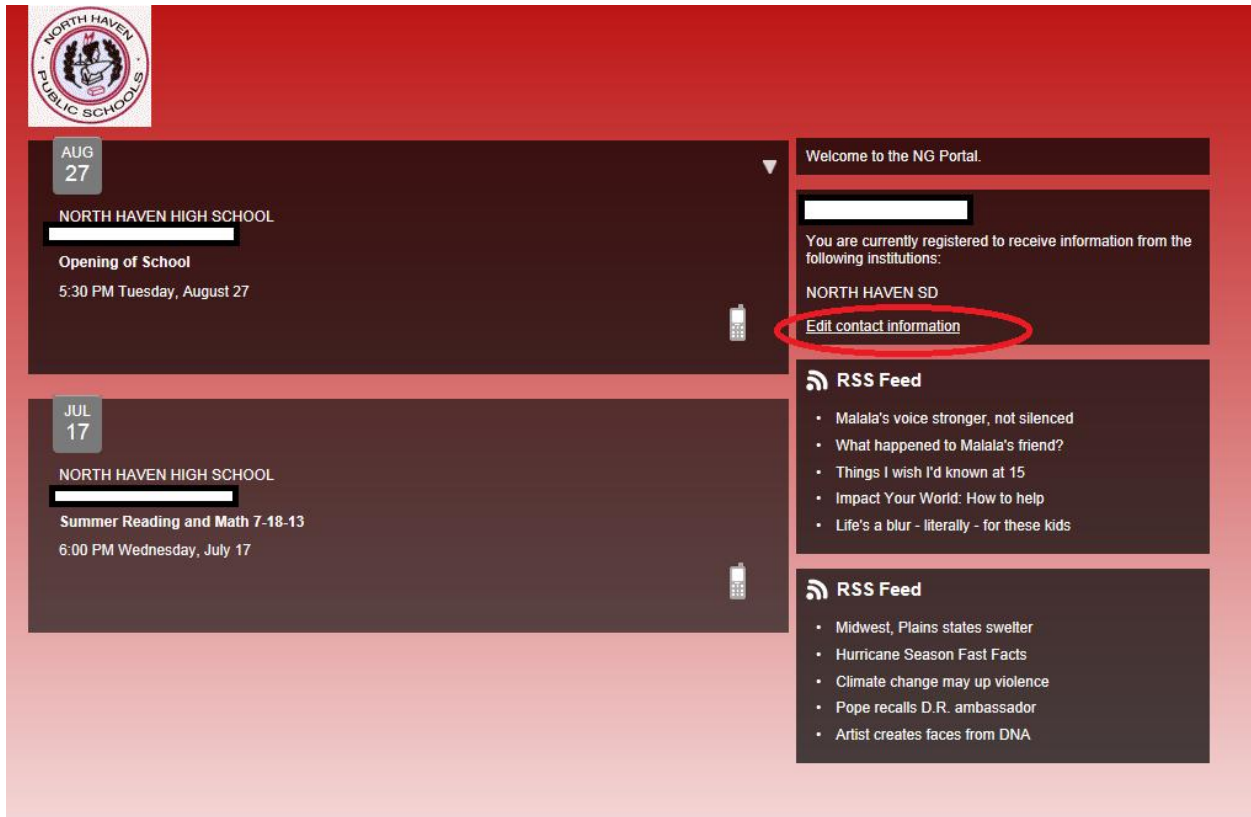 NORTH HAVEN
PUBLIC SCHOOLS
AUG
27
NORTH HAVEN HIGH SCHOOL
Opening of School
5:30 PM Tuesday, August 27
JUL
17
NORTH HAVEN HIGH SCHOOL
Summer Reading and Math 7-18-13
6:00 PM Wednesday, July 17
Welcome to the NG Portal.
You are currently registered to receive information from the
following institutions:
NORTH HAVEN SD
Edit contact information
RSS Feed
• Malala's voice stronger, not silenced
• What happened to Malala's friend?
• Things I wish I'd known at 15
• Impact Your World: How to help
• Life's a blur - literally - for these kids
RSS Feed
• Midwest, Plains states swelter
• Hurricane Season Fast Facts
• Climate change may up violence
• Pope recalls D.R. ambassador
• Artist creates faces from DNA